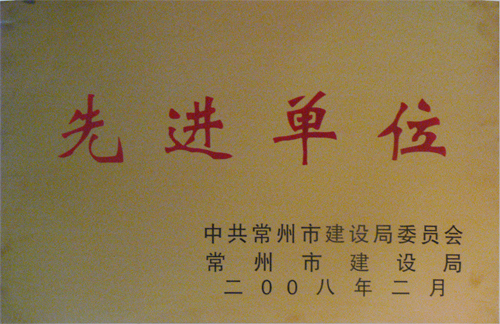 先进单位
中共常州市建设局委员会
常州市建设局
二〇〇八年二月